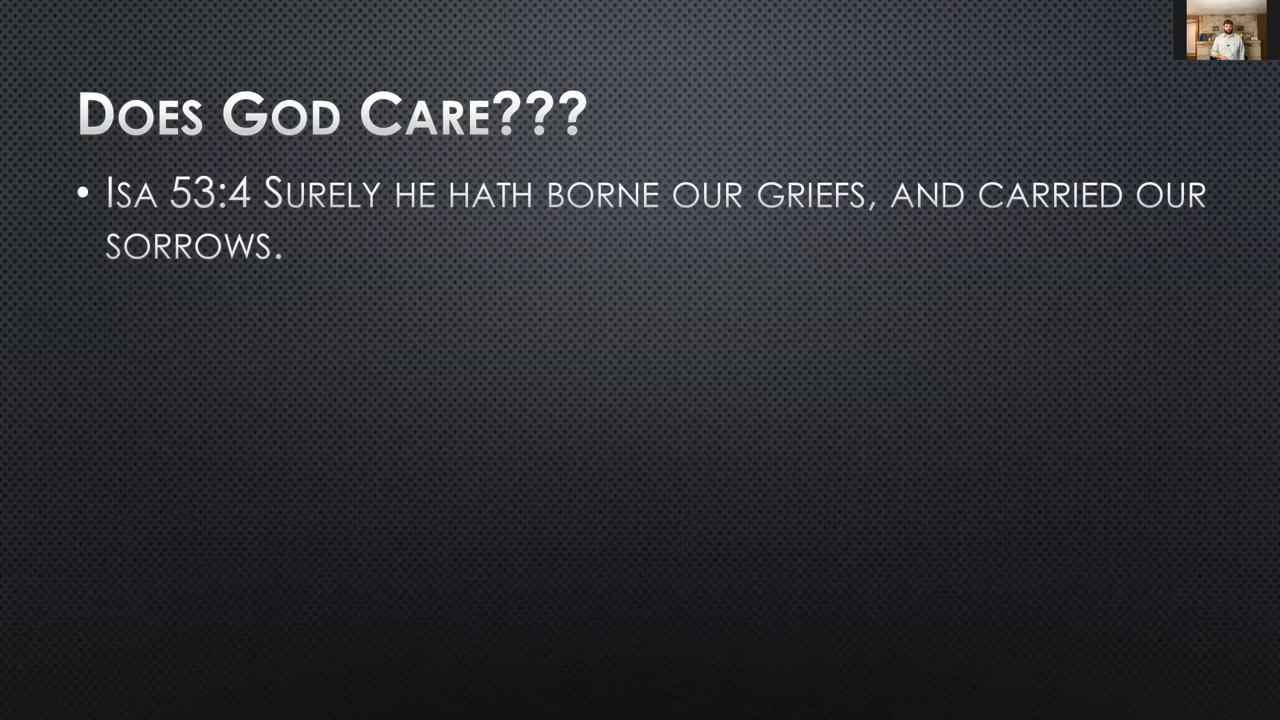 Does God Care???
• Isa 53:4 Surely he hath borne our griefs, and carried our
sorrows.